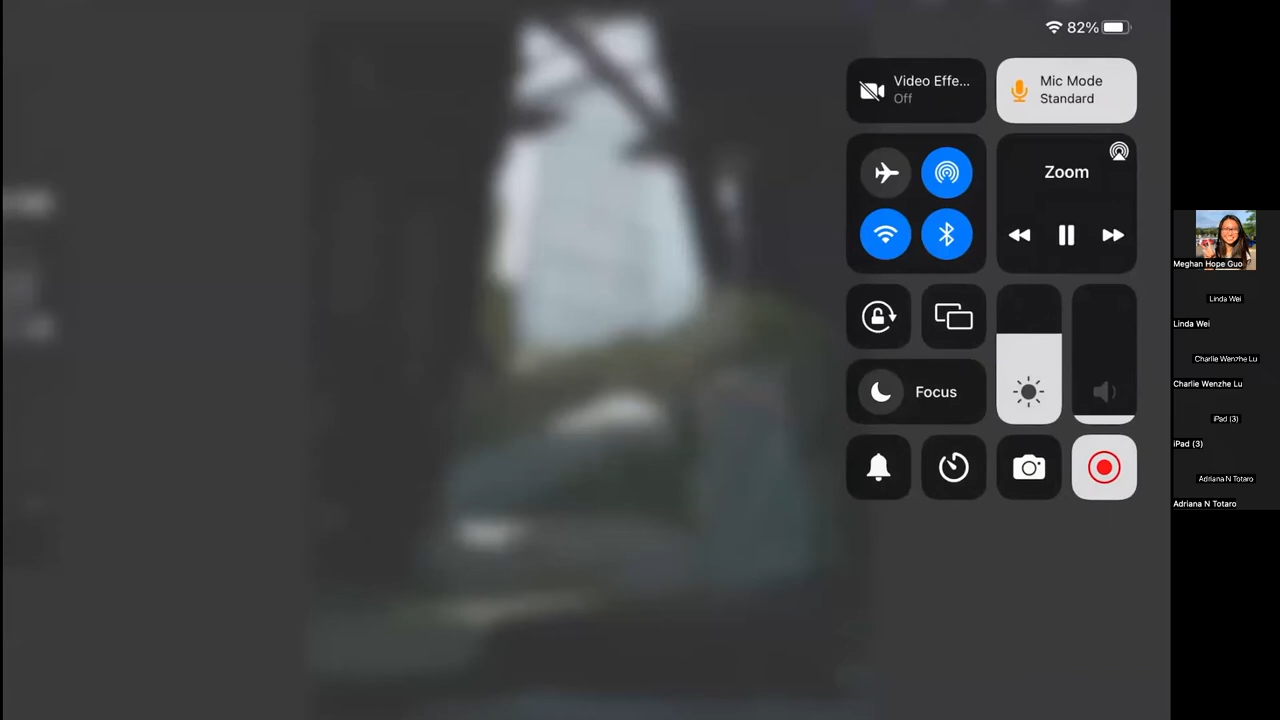 82%
Video Effe...
Off
Mic Mode
Standard
Zoom
Focus
Meghan Hope Guo
Linda Wei
Linda Wei
Charlie Wenzhe Lu
Charlie Wenzhe Lu
iPad (3)
iPad (3)
Adriana N Totaro
Adriana N Totaro